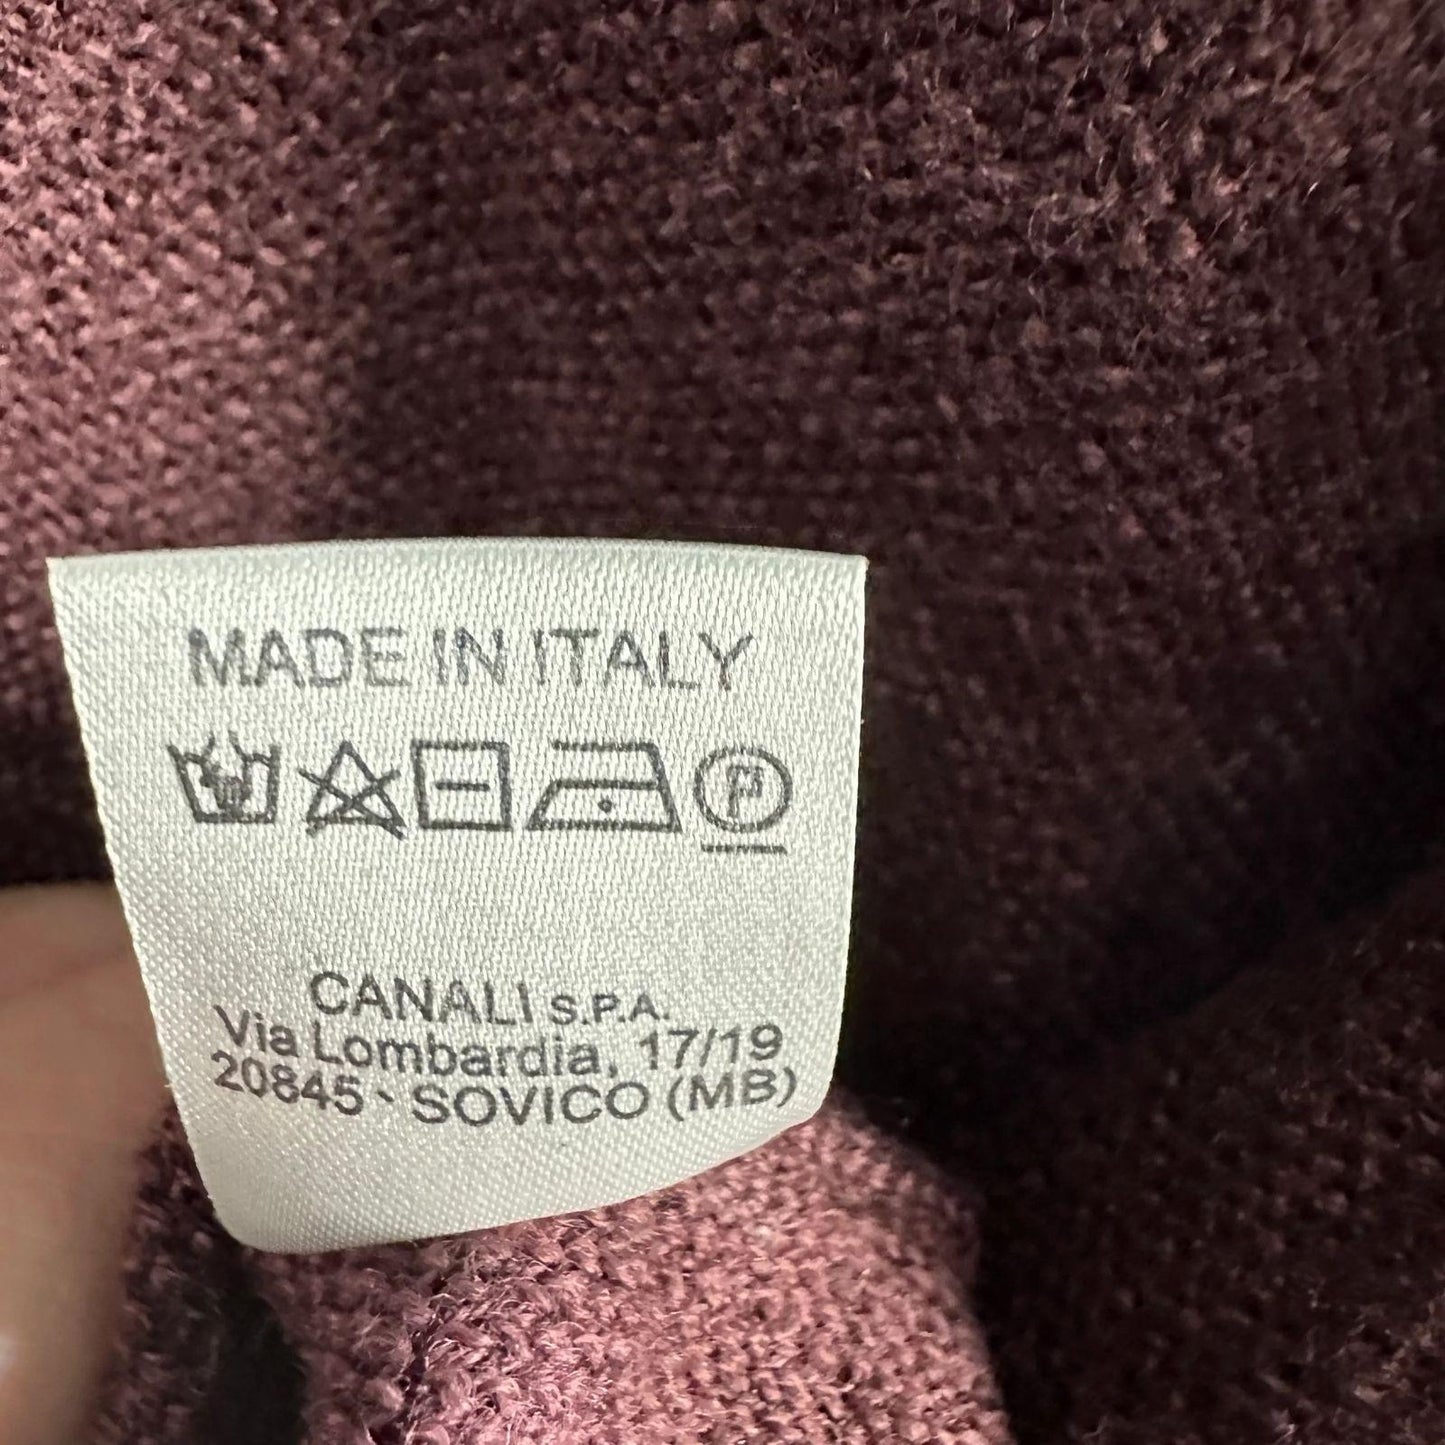 MADE IN ITALY
P
CANALI S.P.A.
Via Lombardia, 17/19
20845 - SOVICO (MB)